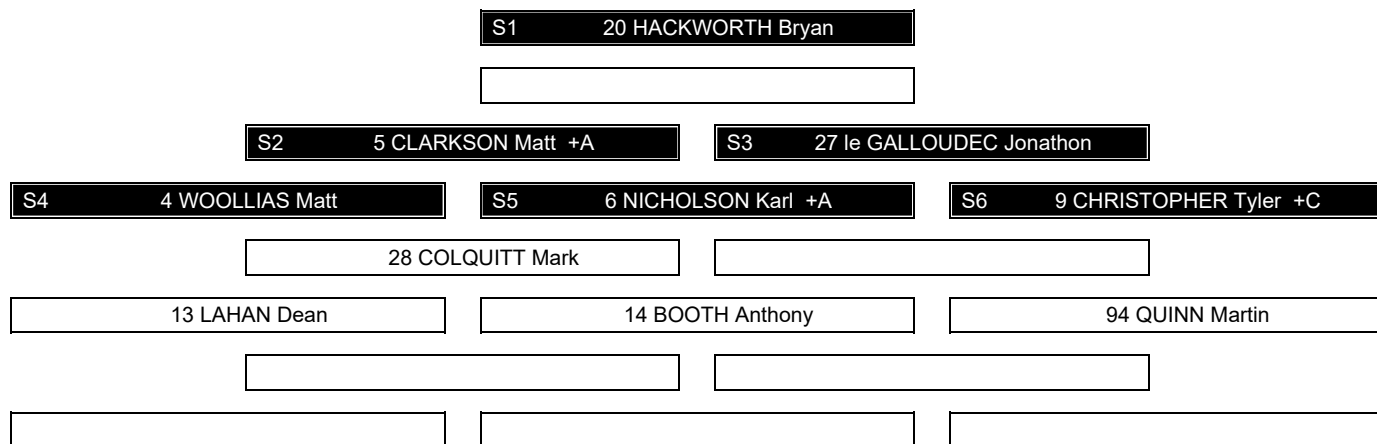 S1 20 HACKWORTH Bryan
S2 5 CLARKSON Matt +A S3 27 le GALLOUDEC Jonathon
S4 4 WOOLLIAS Matt S5 6 NICHOLSON Karl +A S6 9 CHRISTOPHER Tyler +C
28 COLQUITT Mark
13 LAHAN Dean 14 BOOTH Anthony 94 QUINN Martin